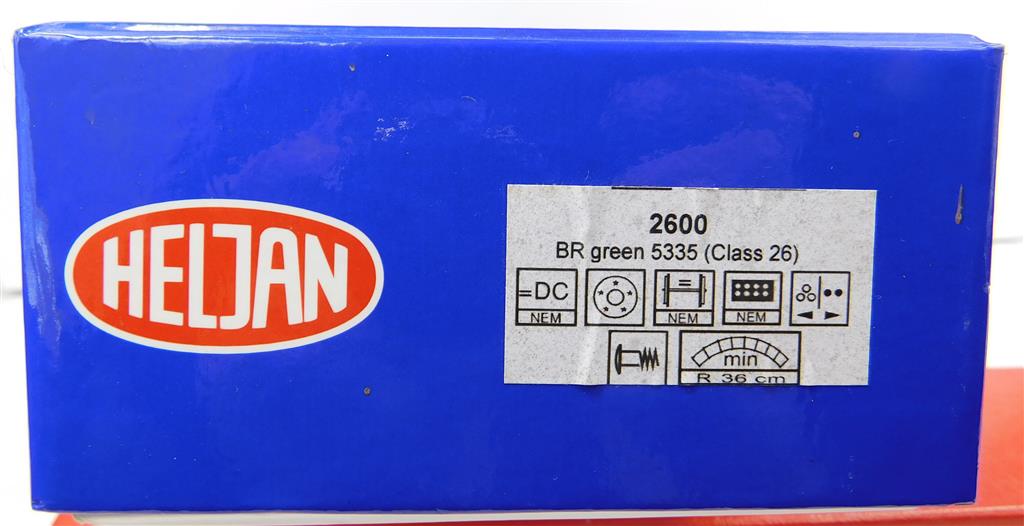 HELJAN
2600
BR green 5335 (Class 26)
=DC
NEM
NEM
NEM
min
R 36 cm